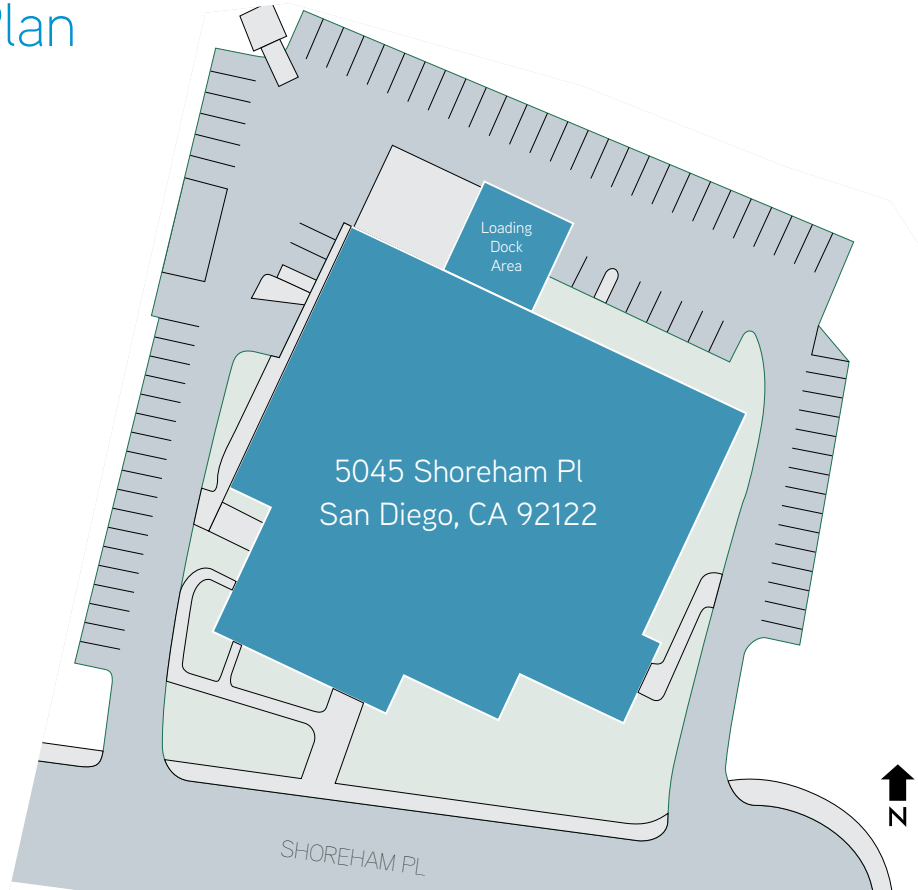 Plan
Loading
Dock
Area
5045 Shoreham Pl
San Diego, CA 92122
SHOREHAM PL
N